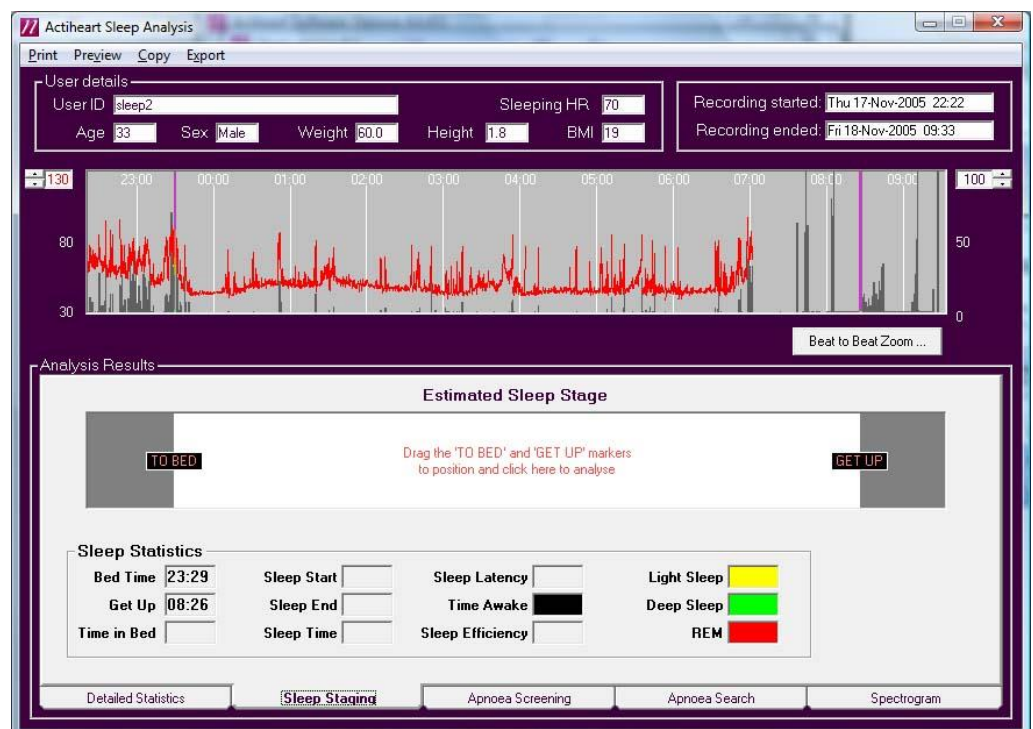 Actiheart Sleep Analysis
Print Preview Copy Export
User details
User ID sleep2 Sleeping HR 70
Age 33 Sex Male Weight 60.0 Height 1.8 BMI 19
Recording started: Thu 17-Nov-2005 22:22
Recording ended: Fri 18-Nov-2005 09:33
130 23:00 00:00 01:00 02:00 03:00 04:00 05:00 06:00 07:00 08:00 09:00 100
80 50
30 0
Beat to Beat Zoom ...
Analysis Results
Estimated Sleep Stage
Drag the 'TO BED' and 'GET UP' markers
to position and click here to analyse
TO BED GET UP
Sleep Statistics
Bed Time 23:29 Sleep Start Sleep Latency Light Sleep
Get Up 08:26 Sleep End Time Awake Deep Sleep
Time in Bed Sleep Time Sleep Efficiency REM
Detailed Statistics Sleep Staging Apnoea Screening Apnoea Search Spectrogram